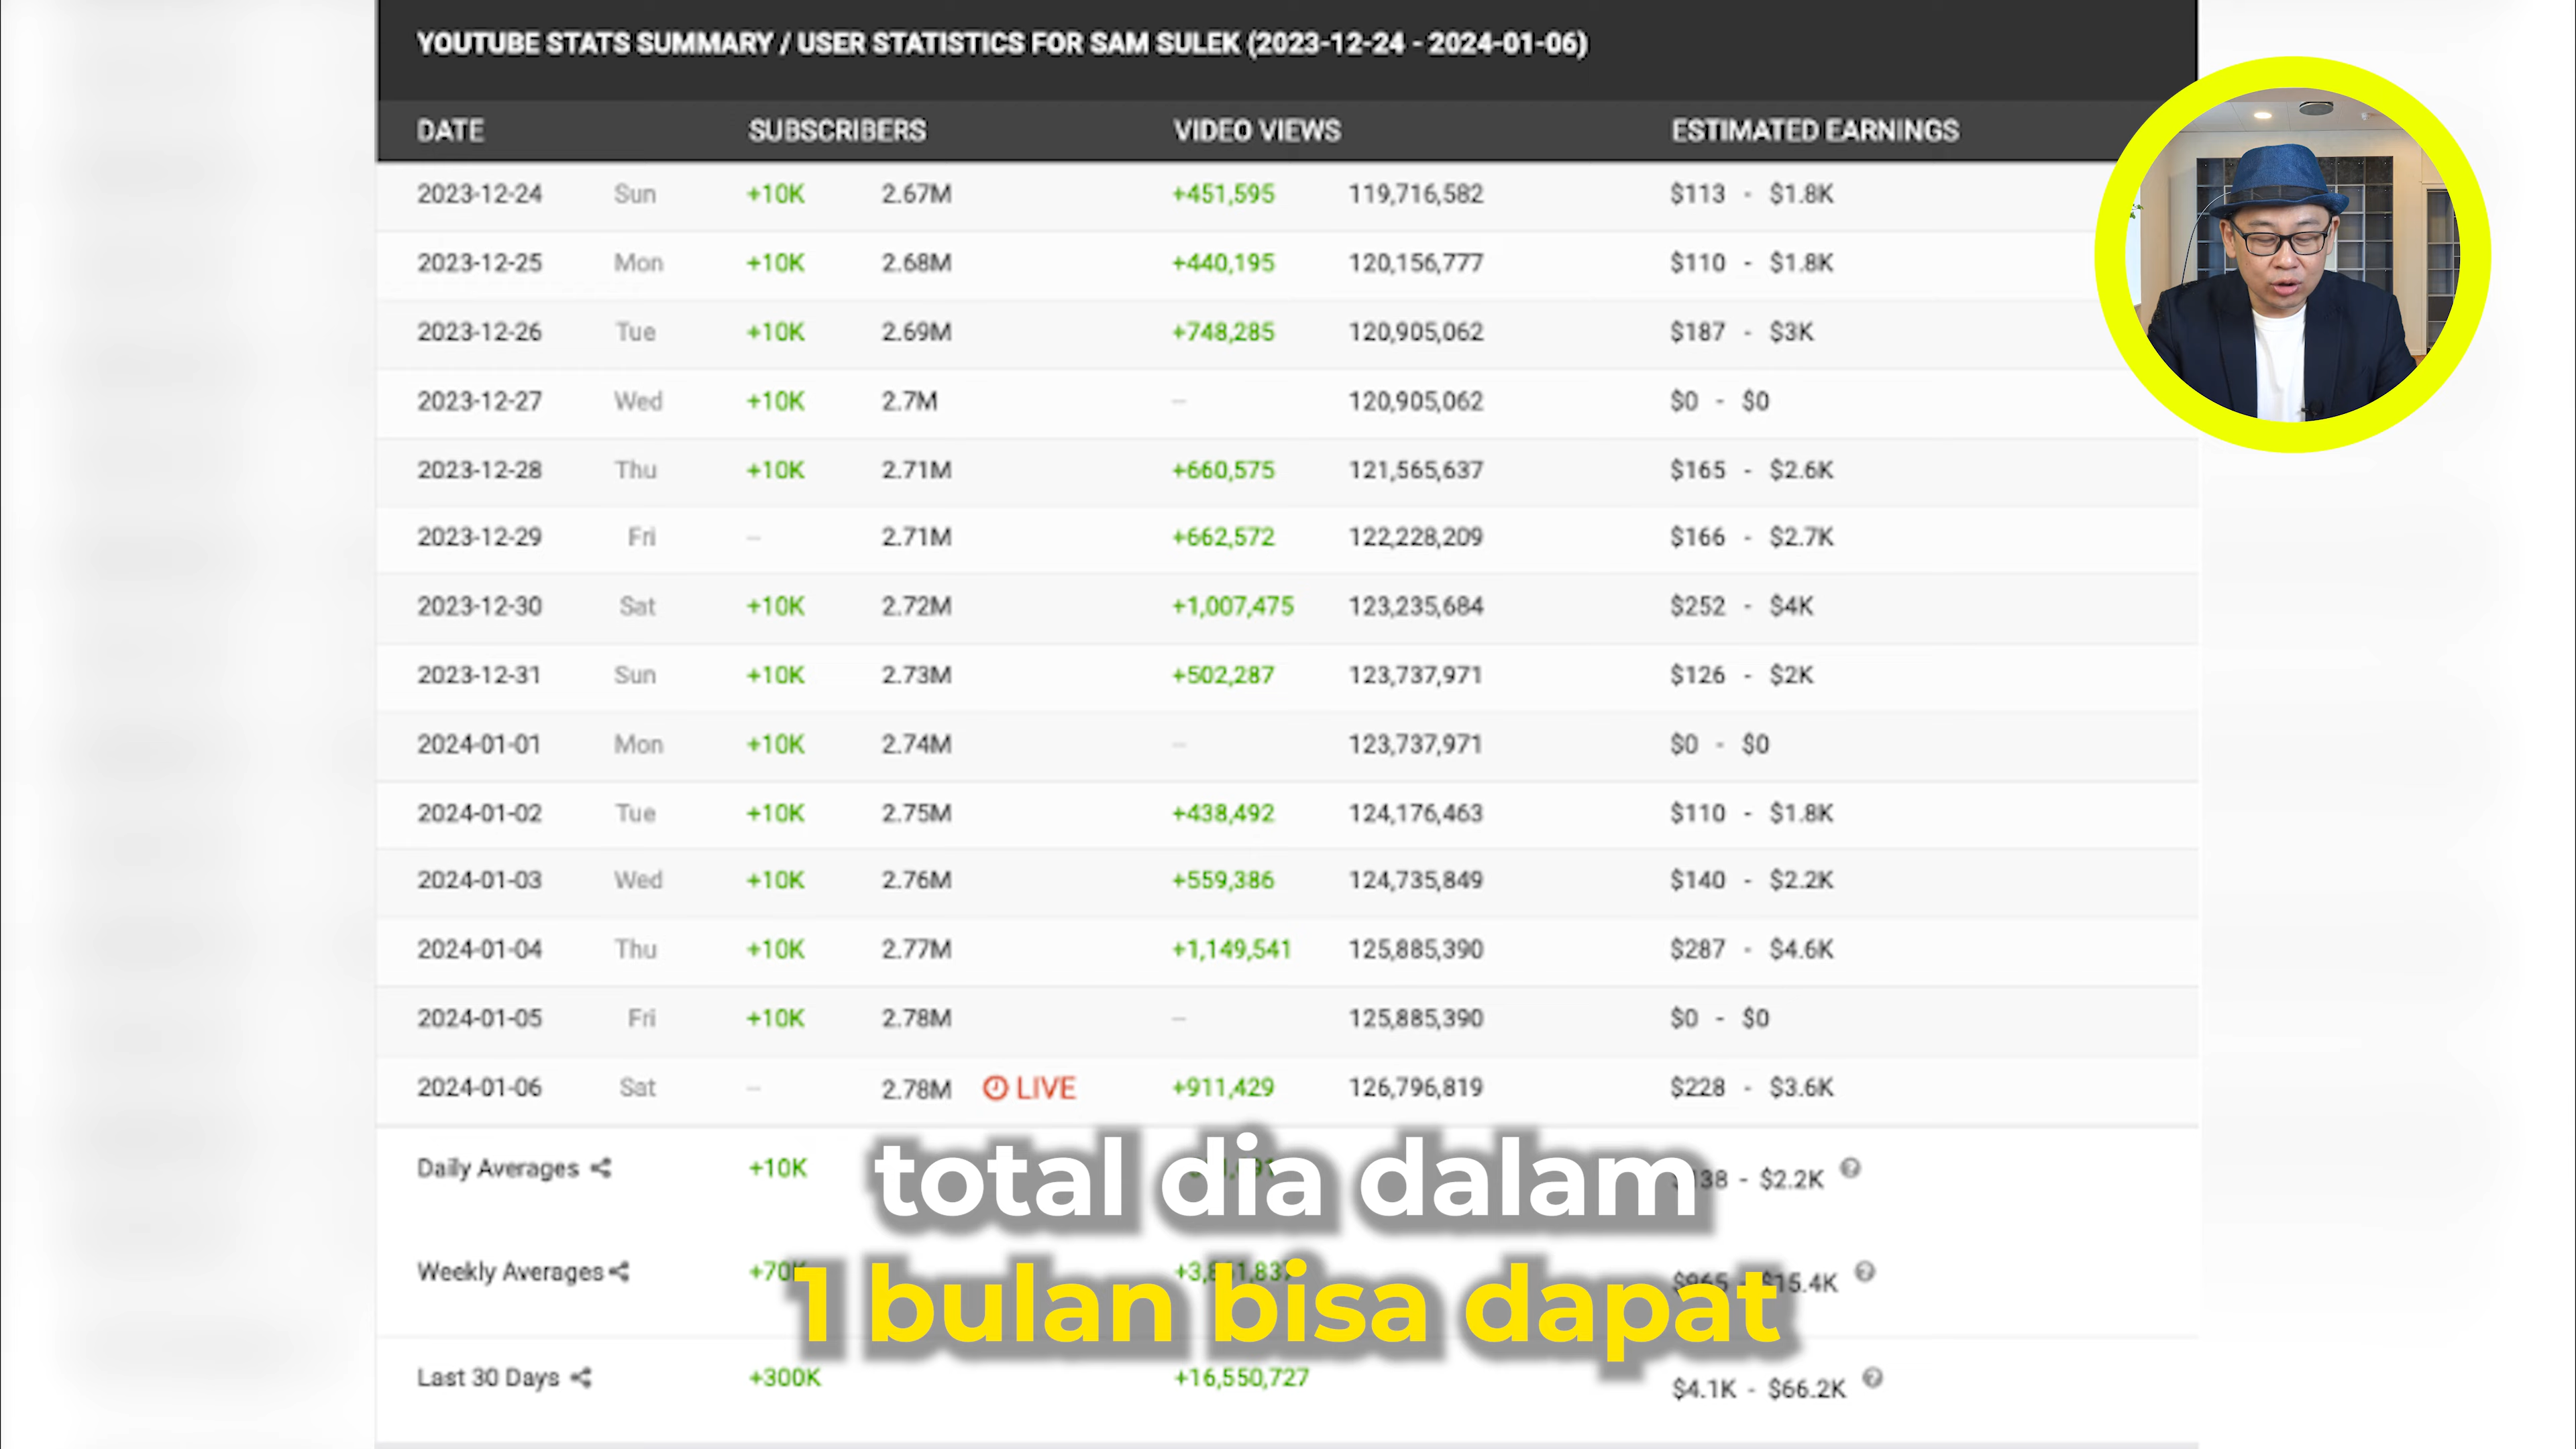 YOUTUBE STATS SUMMARY / USER STATISTICS FOR SAM SULEK (2023-12-24 - 2024-01-06)
DATE SUBSCRIBERS VIDEO VIEWS ESTIMATED EARNINGS
2023-12-24 Sun +10K 2.67M +451,595 119,716,582 $113 - $1.8K
2023-12-25 Mon +10K 2.68M +440,195 120,156,777 $110 - $1.8K
2023-12-26 Tue +10K 2.69M +748,285 120,905,062 $187 - $3K
2023-12-27 Wed +10K 2.7M -- 120,905,062 $0 - $0
2023-12-28 Thu +10K 2.71M +660,575 121,565,637 $165 - $2.6K
2023-12-29 Fri -- 2.71M +662,572 122,228,209 $166 - $2.7K
2023-12-30 Sat +10K 2.72M +1,007,475 123,235,684 $252 - $4K
2023-12-31 Sun +10K 2.73M +502,287 123,737,971 $126 - $2K
2024-01-01 Mon +10K 2.74M -- 123,737,971 $0 - $0
2024-01-02 Tue +10K 2.75M +438,492 124,176,463 $110 - $1.8K
2024-01-03 Wed +10K 2.76M +559,386 124,735,849 $140 - $2.2K
2024-01-04 Thu +10K 2.77M +1,149,541 125,885,390 $287 - $4.6K
2024-01-05 Fri +10K 2.78M -- 125,885,390 $0 - $0
2024-01-06 Sat -- 2.78M LIVE +911,429 126,796,819 $228 - $3.6K
Daily Averages +10K - $2.2K
total dia dalam
Weekly Averages $15.4K
1 bulan bisa dapat
Last 30 Days +300K +16,550,727 $4.1K - $66.2K